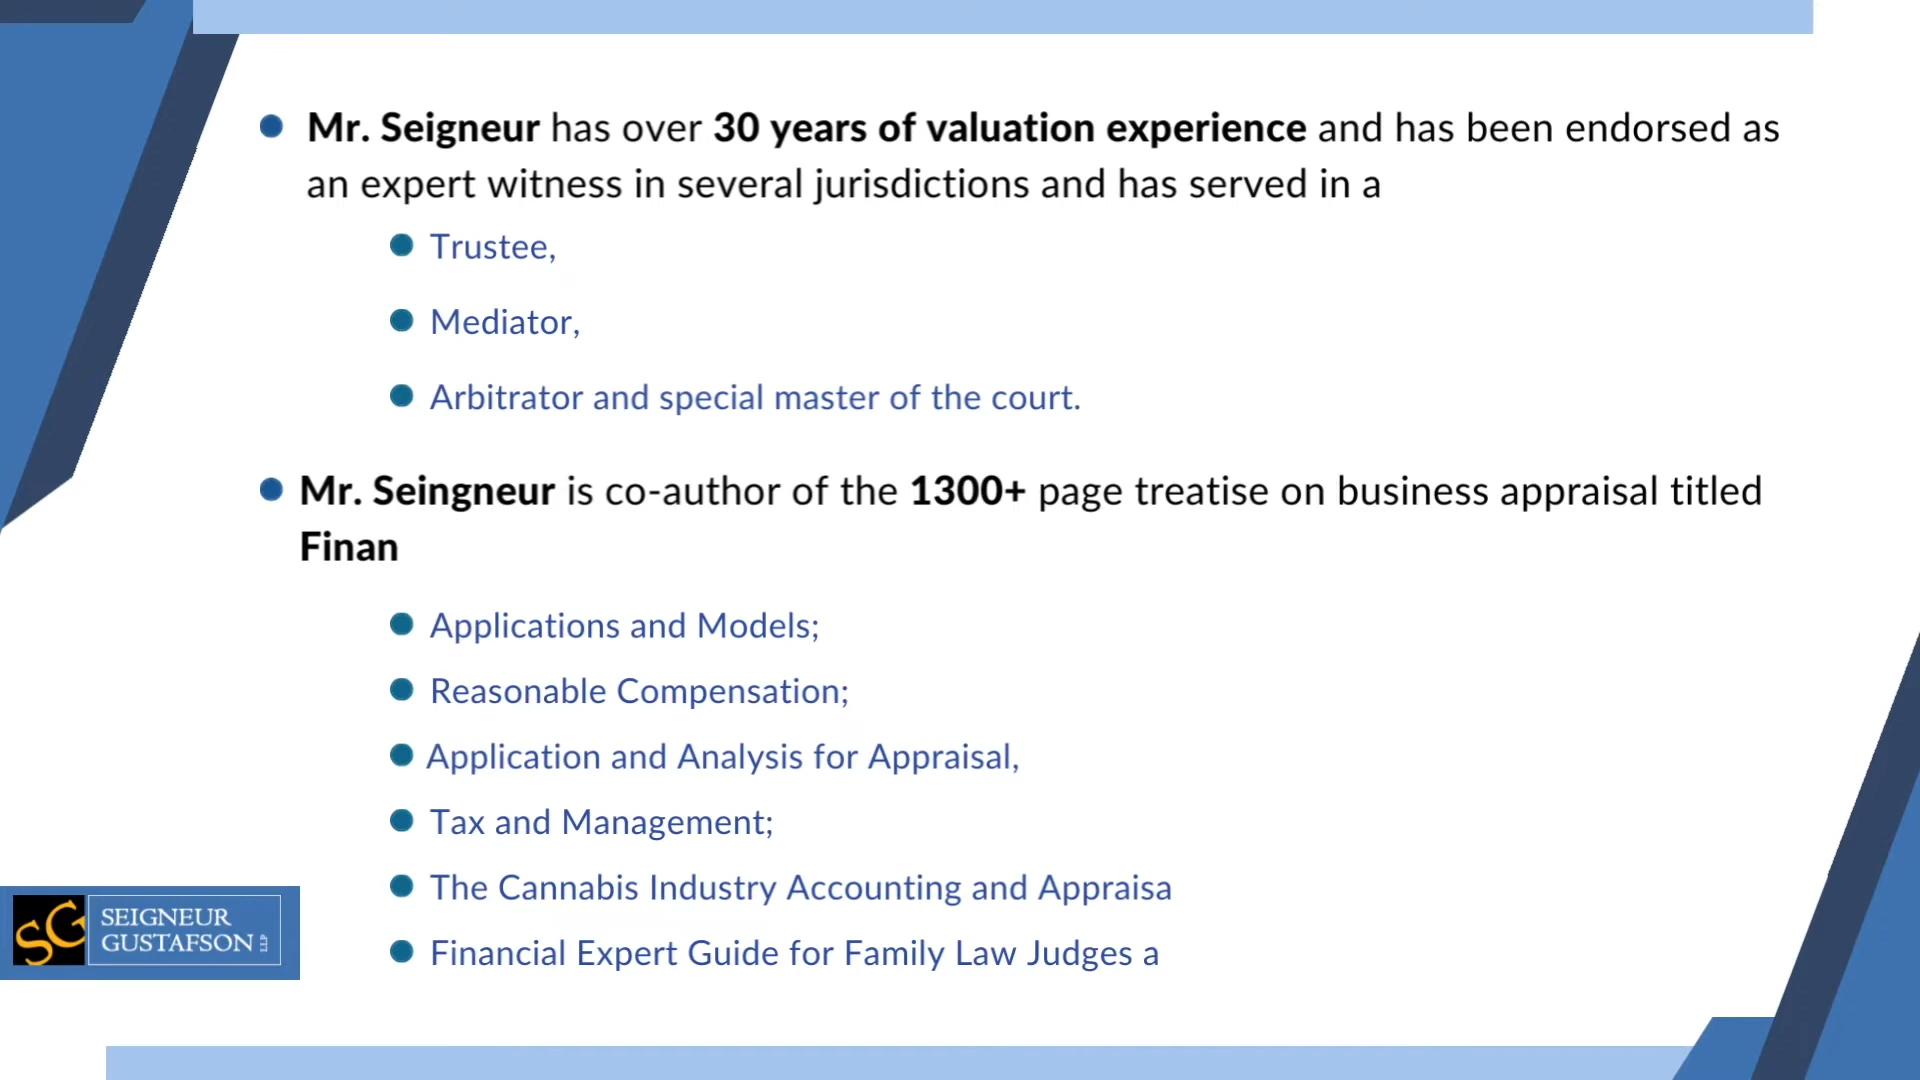 Mr. Seigneur has over 30 years of valuation experience and has been endorsed as
an expert witness in several jurisdictions and has served in a
Trustee,
Mediator,
Arbitrator and special master of the court.
Mr. Seingneur is co-author of the 1300+ page treatise on business appraisal titled
Finan
Applications and Models;
Reasonable Compensation;
Application and Analysis for Appraisal,
Tax and Management;
The Cannabis Industry Accounting and Appraisa
Financial Expert Guide for Family Law Judges a
SG SEIGNEUR
GUSTAFSON LLP